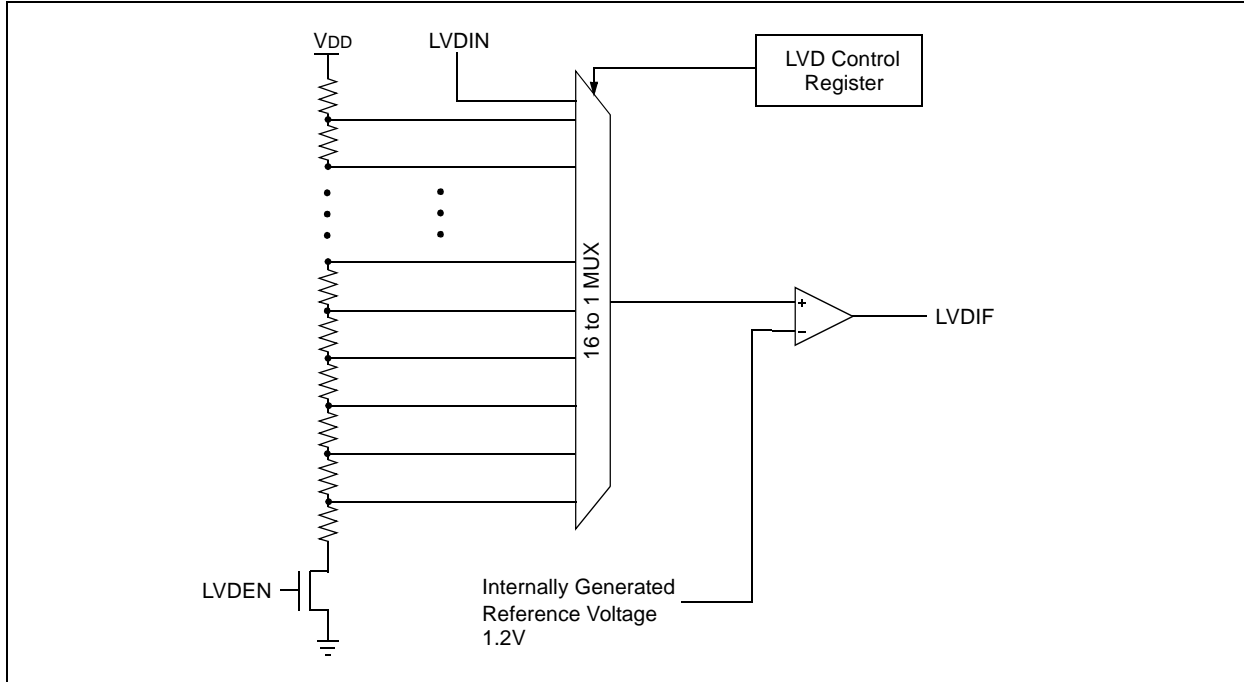 VDD
LVDIN
LVD Control
Register
16 to 1 MUX
+
−
LVDIF
LVDEN
Internally Generated
Reference Voltage
1.2V